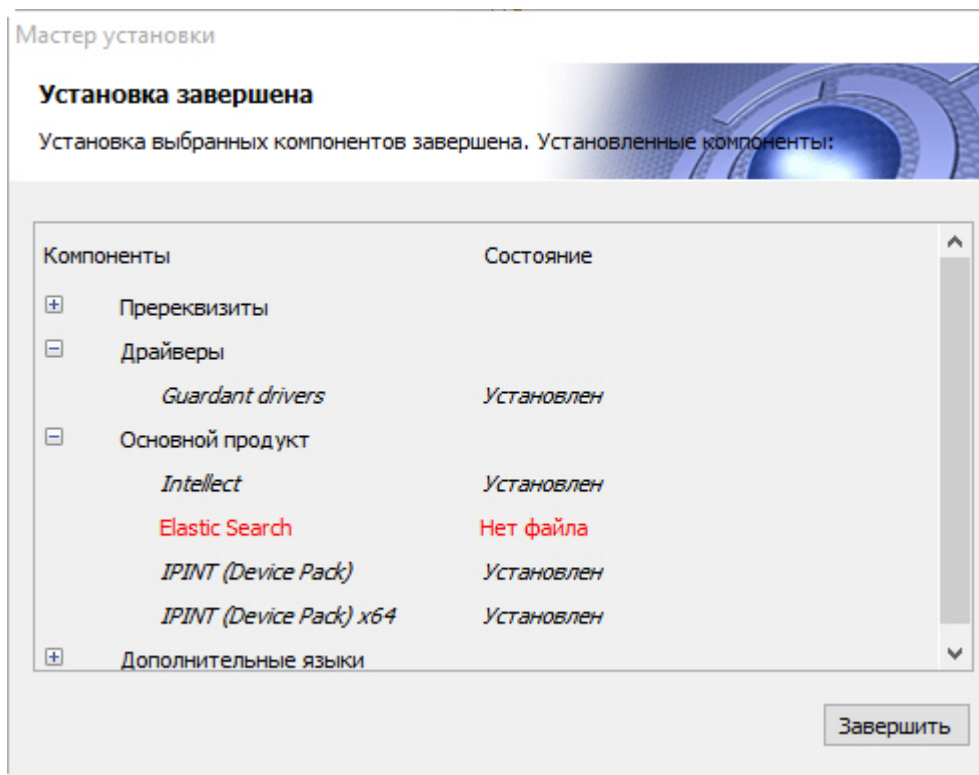 Мастер установки
Установка завершена
Установка выбранных компонентов завершена. Установленные компоненты:
Компоненты Состояние
Пререквизиты
Драйверы
Guardant drivers Установлен
Основной продукт
Intellect Установлен
Elastic Search Нет файла
IPINT (Device Pack) Установлен
IPINT (Device Pack) x64 Установлен
Дополнительные языки
Завершить